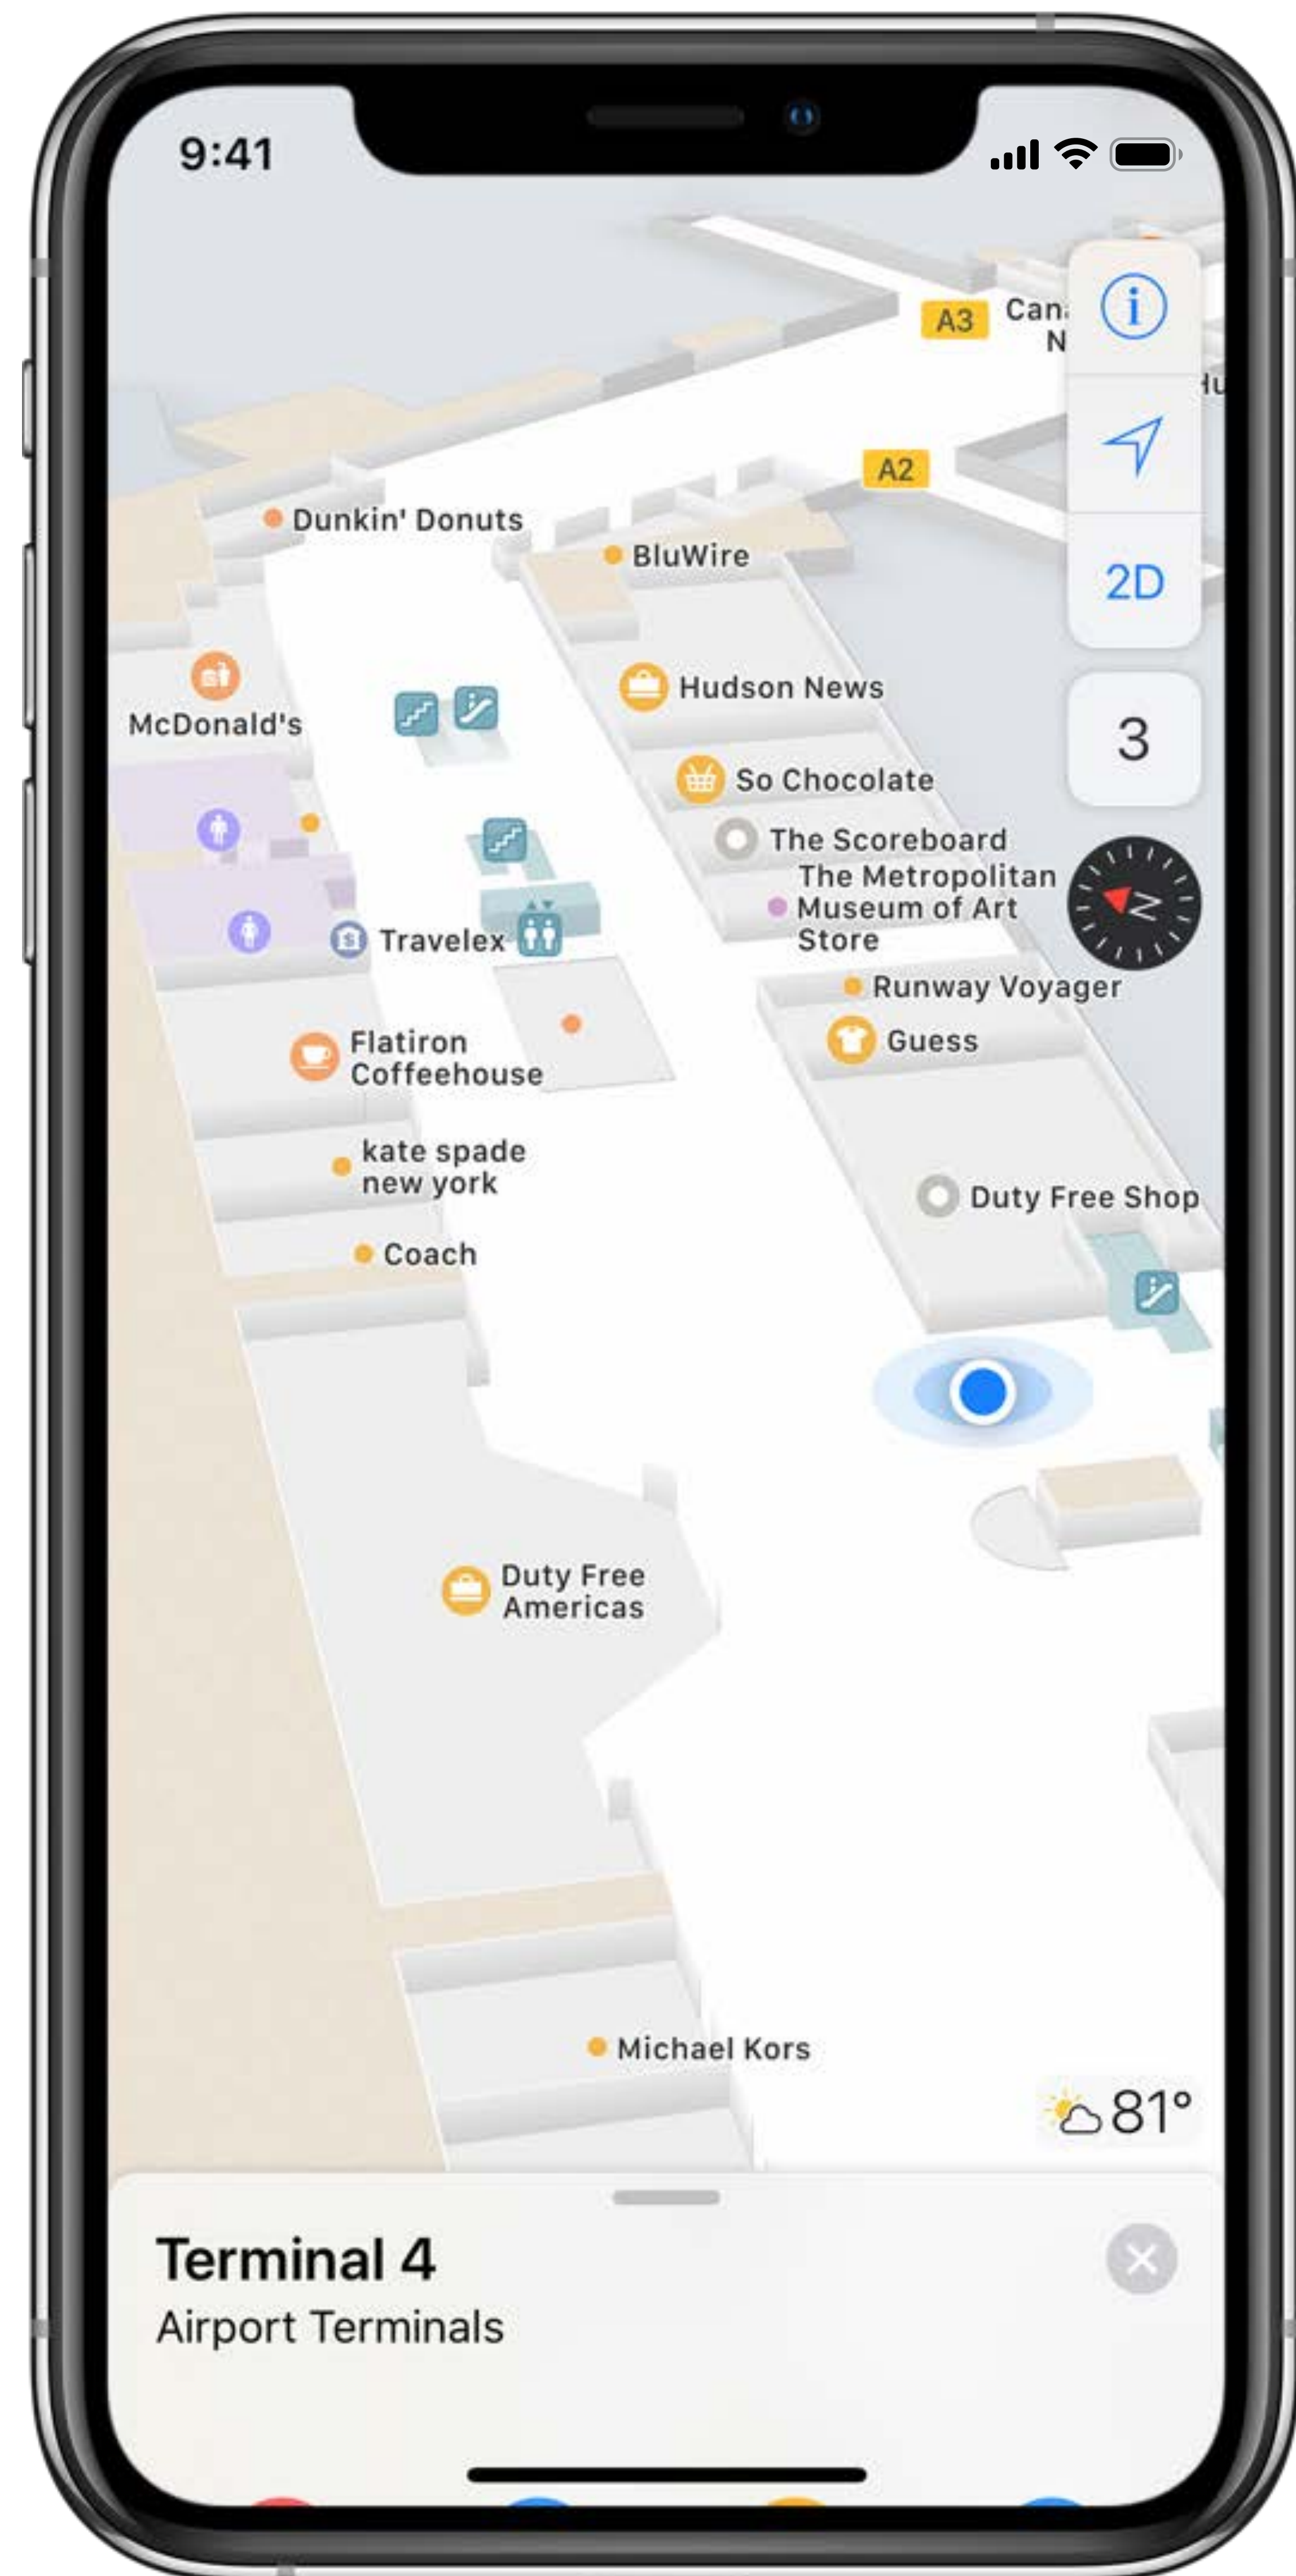 9:41
A3
Can
N
Hu
A2
Dunkin' Donuts
BluWire
2D
Hudson News
McDonald's
3
So Chocolate
The Scoreboard
The Metropolitan
Museum of Art
Store
N
Travelex
Runway Voyager
Guess
Flatiron
Coffeehouse
kate spade
new york
Duty Free Shop
Coach
Duty Free
Americas
Michael Kors
81°
Terminal 4
Airport Terminals